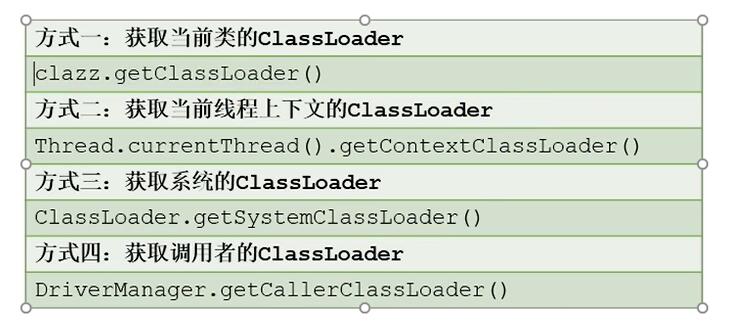 方式一：获取当前类的ClassLoader
clazz.getClassLoader()
方式二：获取当前线程上下文的ClassLoader
Thread.currentThread().getContextClassLoader()
方式三：获取系统的ClassLoader
ClassLoader.getSystemClassLoader()
方式四：获取调用者的ClassLoader
DriverManager.getCallerClassLoader()